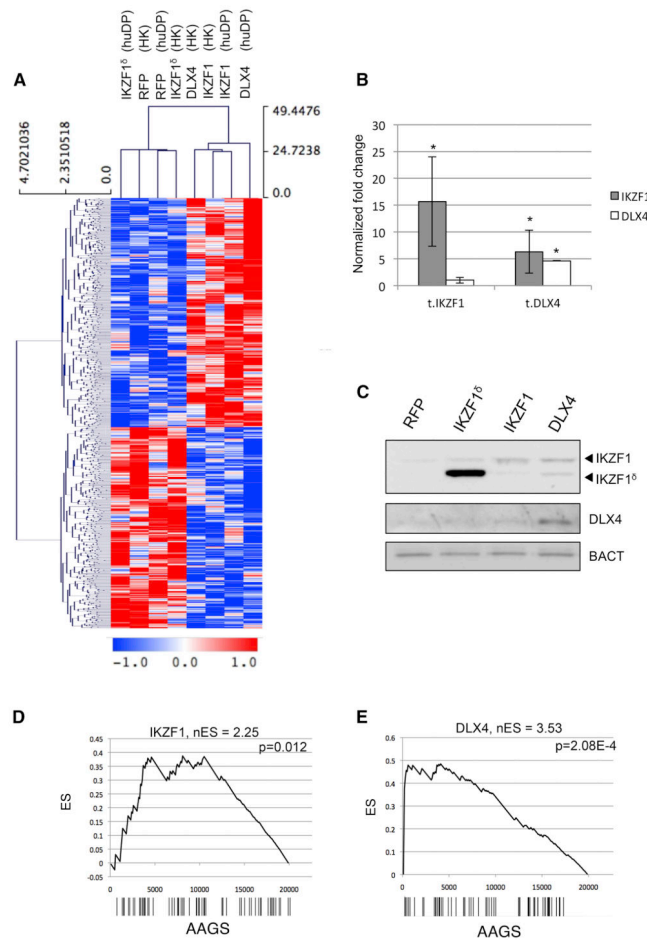 A
IKZF1δ (huDP)
RFP (HK)
RFP (huDP)
IKZF1δ (HK)
DLX4 (HK)
IKZF1 (HK)
IKZF1 (huDP)
DLX4 (huDP)
4.7021036
2.3510518
0.0
49.4476
24.7238
0.0
-1.0 0.0 1.0
B
Normalized fold change
30
25
20
15
10
5
0
*
*
*
t.IKZF1 t.DLX4
IKZF1
DLX4
C
RFP
IKZF1δ
IKZF1
DLX4
IKZF1
IKZF1δ
DLX4
BACT
D
IKZF1, nES = 2.25
p=0.012
ES
0.45
0.4
0.35
0.3
0.25
0.2
0.15
0.1
0.05
0
-0.05
0 5000 10000 15000 20000
AAGS
E
DLX4, nES = 3.53
p=2.08E-4
ES
0.6
0.5
0.4
0.3
0.2
0.1
0
0 5000 10000 15000 20000
AAGS